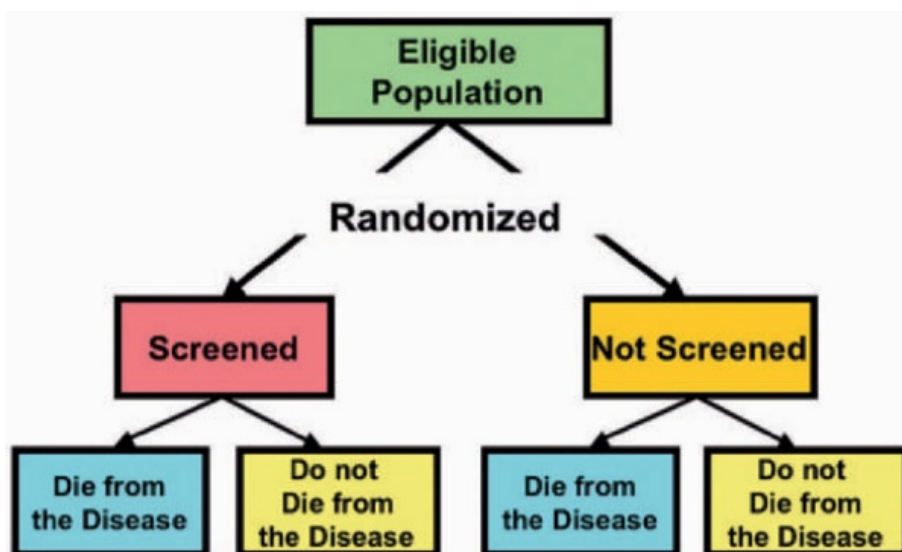 Eligible
Population
Randomized
Screened
Not Screened
Die from
the Disease
Do not
Die from
the Disease
Die from
the Disease
Do not
Die from
the Disease